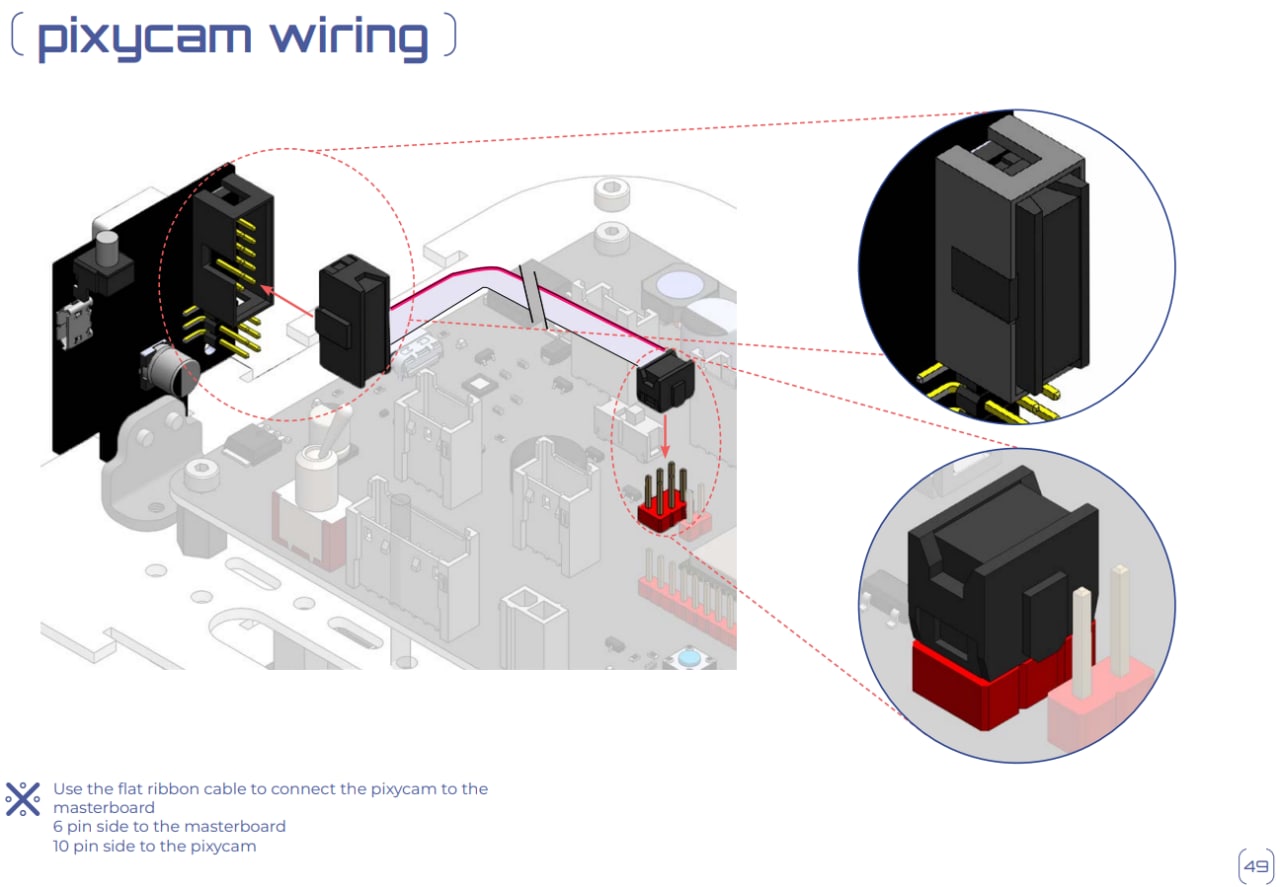 pixycam wiring
Use the flat ribbon cable to connect the pixycam to the
masterboard
6 pin side to the masterboard
10 pin side to the pixycam
49